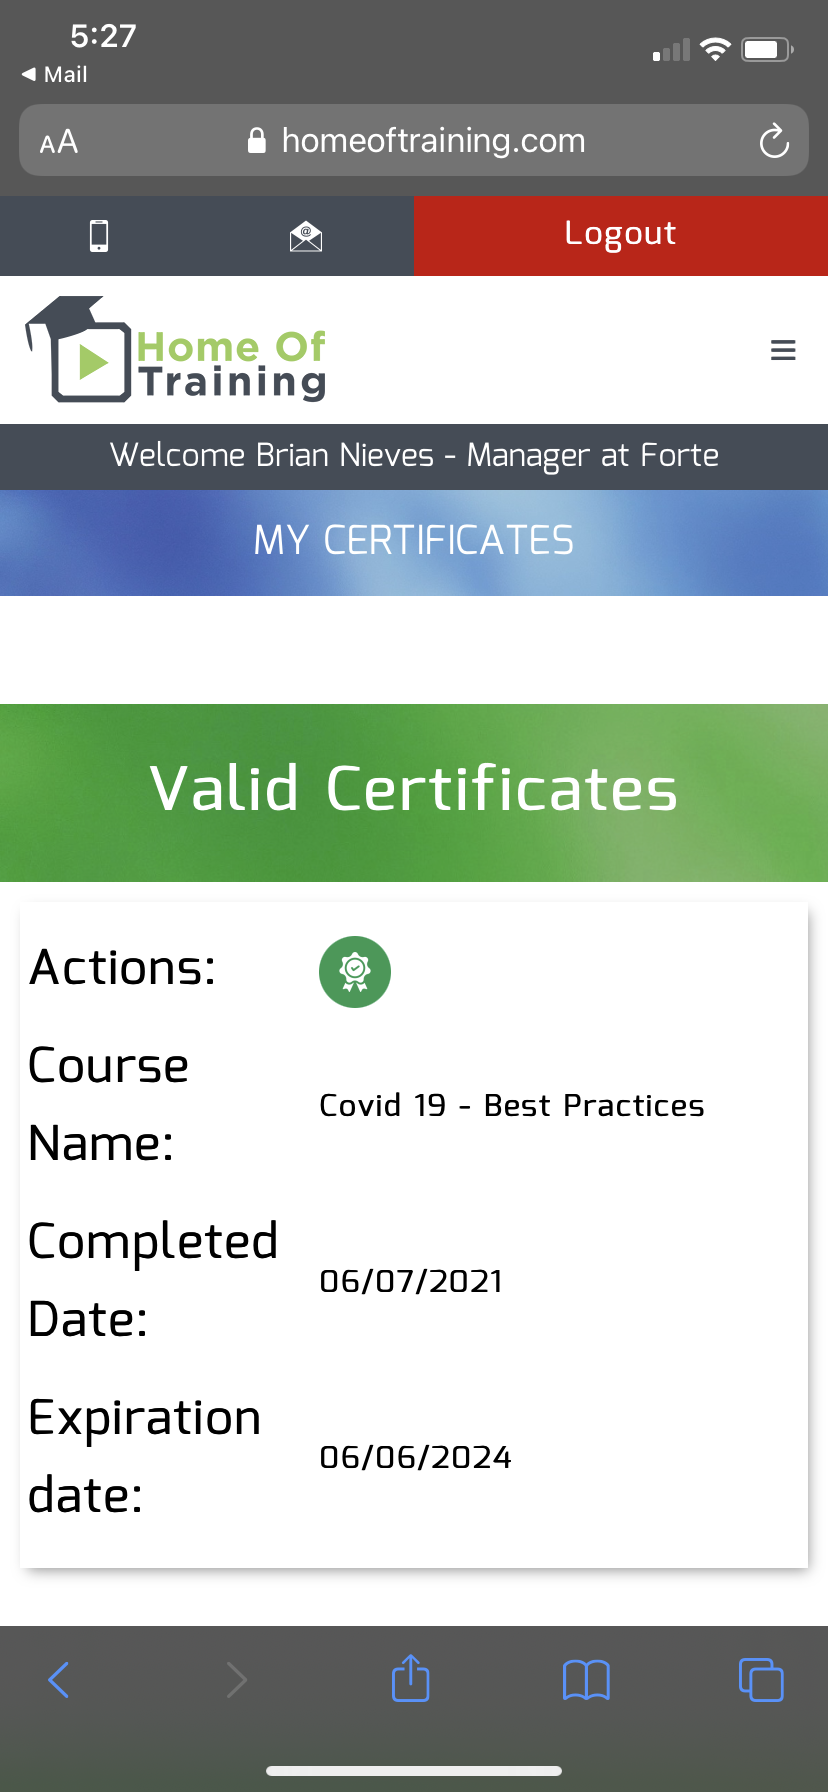 5:27
Mail
AA
homeoftraining.com
@
Logout
Home Of
Training
Welcome Brian Nieves - Manager at Forte
MY CERTIFICATES
Valid Certificates
Actions:
Course
Name:
Covid 19 - Best Practices
Completed
Date:
06/07/2021
Expiration
date:
06/06/2024